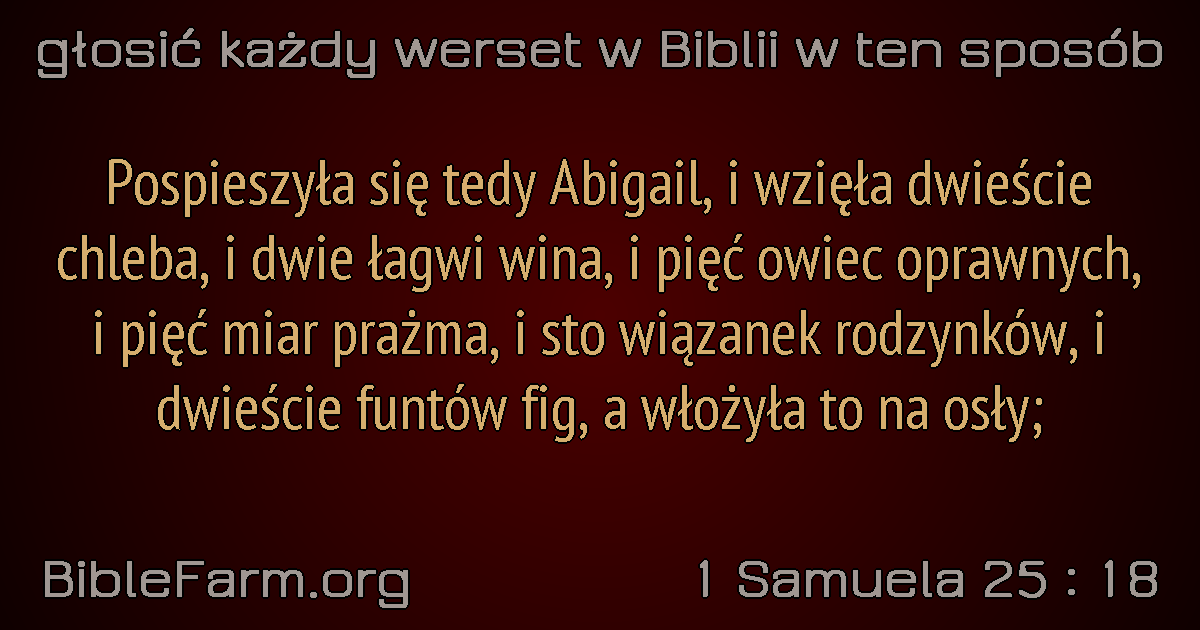 głosić każdy werset w Biblii w ten sposób
Pospieszyła się tedy Abigail, i wzięła dwieście
chleba, i dwie łagwi wina, i pięć owiec oprawnych,
i pięć miar prażma, i sto wiązanek rodzynków, i
dwieście funtów fig, a włożyła to na osły;
BibleFarm.org
1 Samuela 25 : 18